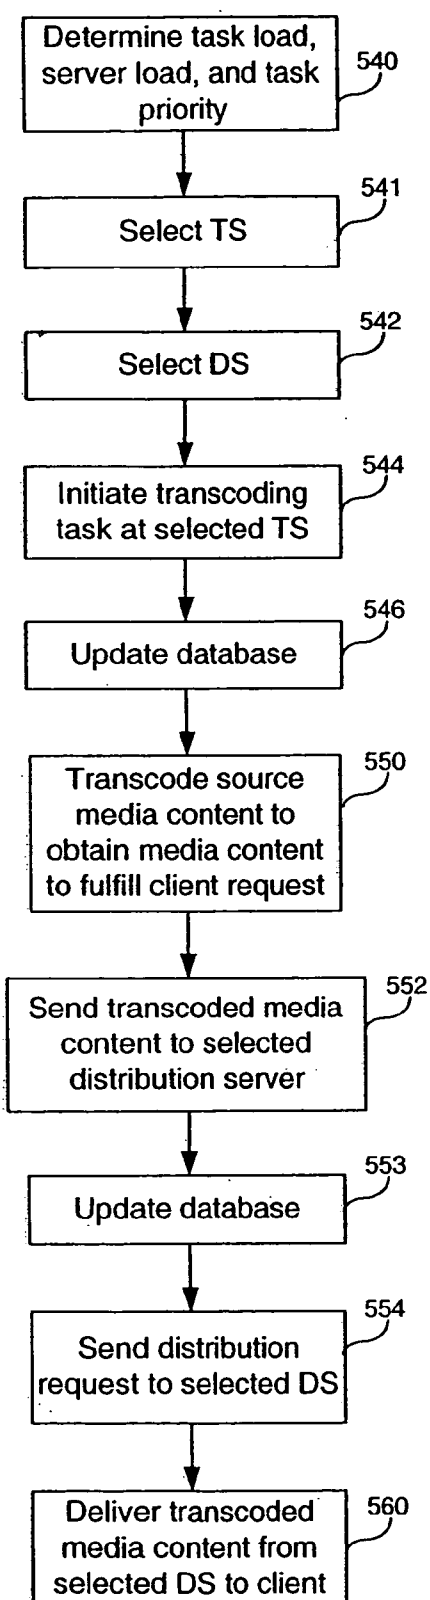 Determine task load,
server load, and task
priority
540
541
Select TS
542
Select DS
544
Initiate transcoding
task at selected TS
546
Update database
550
Transcode source
media content to
obtain media content
to fulfill client request
552
Send transcoded media
content to selected
distribution server
553
Update database
554
Send distribution
request to selected DS
560
Deliver transcoded
media content from
selected DS to client